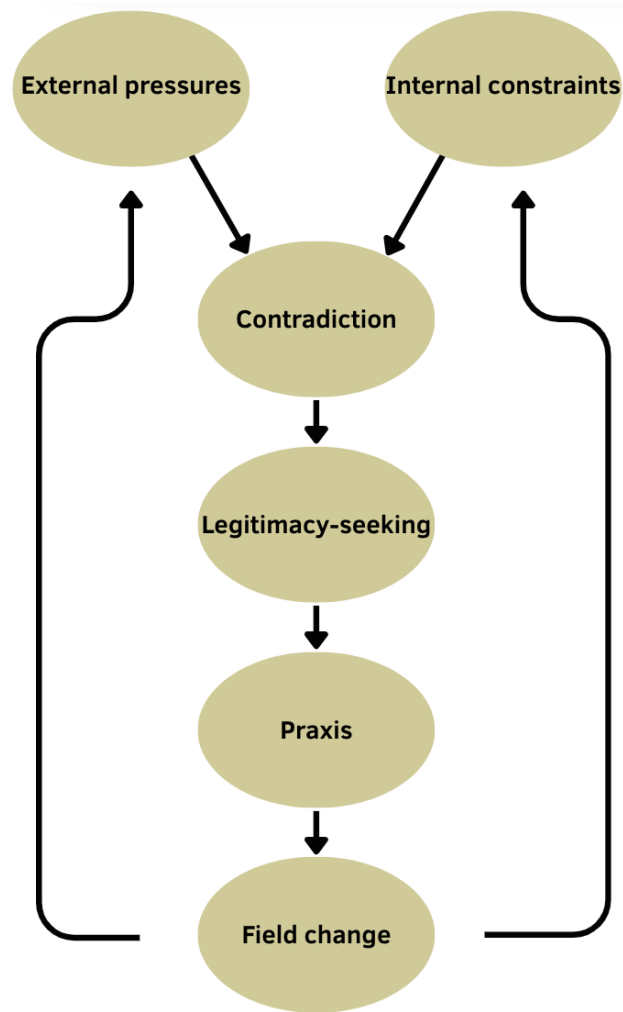 External pressures
Internal constraints
Contradiction
Legitimacy-seeking
Praxis
Field change